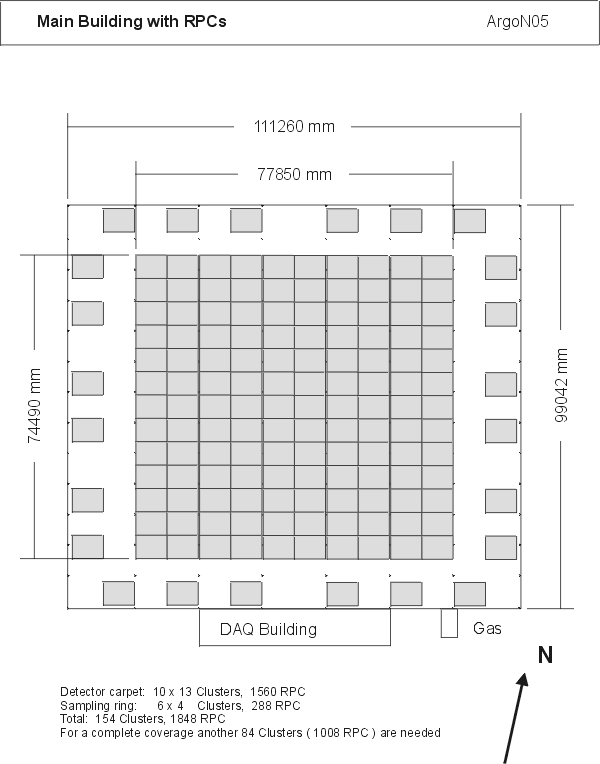 Main Building with RPCs
ArgoN05
111260 mm
77850 mm
74490 mm
99042 mm
DAQ Building
Gas
N
Detector carpet: 10 x 13 Clusters, 1560 RPC
Sampling ring: 6 x 4 Clusters, 288 RPC
Total: 154 Clusters, 1848 RPC
For a complete coverage another 84 Clusters ( 1008 RPC ) are needed